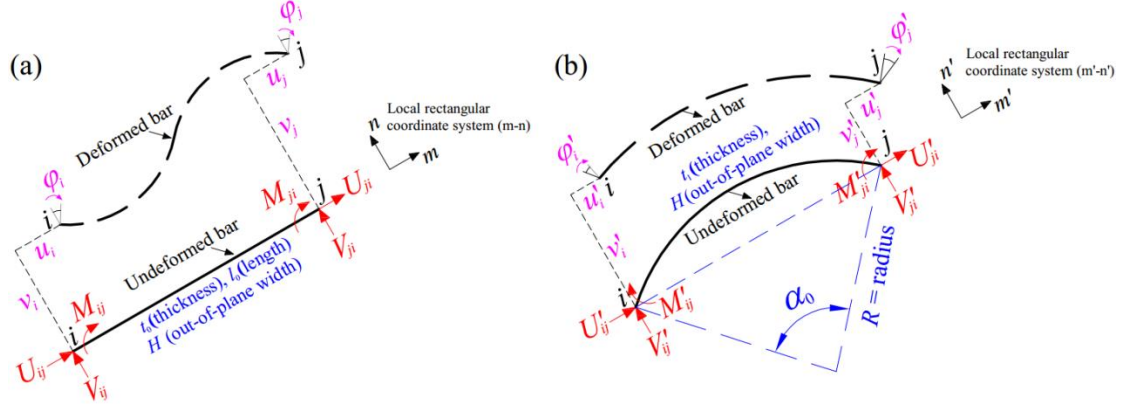 (a)
φⱼ
j
uⱼ
vⱼ
n
m
Local rectangular
coordinate system (m-n)
Deformed bar
φᵢ
i
uᵢ
vᵢ
Undeformed bar
t₀(thickness), l₀(length)
H (out-of-plane width)
Mⱼᵢ
j
Uⱼᵢ
Vⱼᵢ
Mᵢⱼ
i
Uᵢⱼ
Vᵢⱼ
(b)
φ'ⱼ
j
u'ⱼ
v'ⱼ
n'
m'
Local rectangular
coordinate system (m'-n')
Deformed bar
φ'ᵢ
i
u'ᵢ
v'ᵢ
t₁(thickness),
H (out-of-plane width)
Undeformed bar
M'ⱼᵢ
j
U'ⱼᵢ
V'ⱼᵢ
i
M'ᵢⱼ
U'ᵢⱼ
V'ᵢⱼ
α₀
R = radius